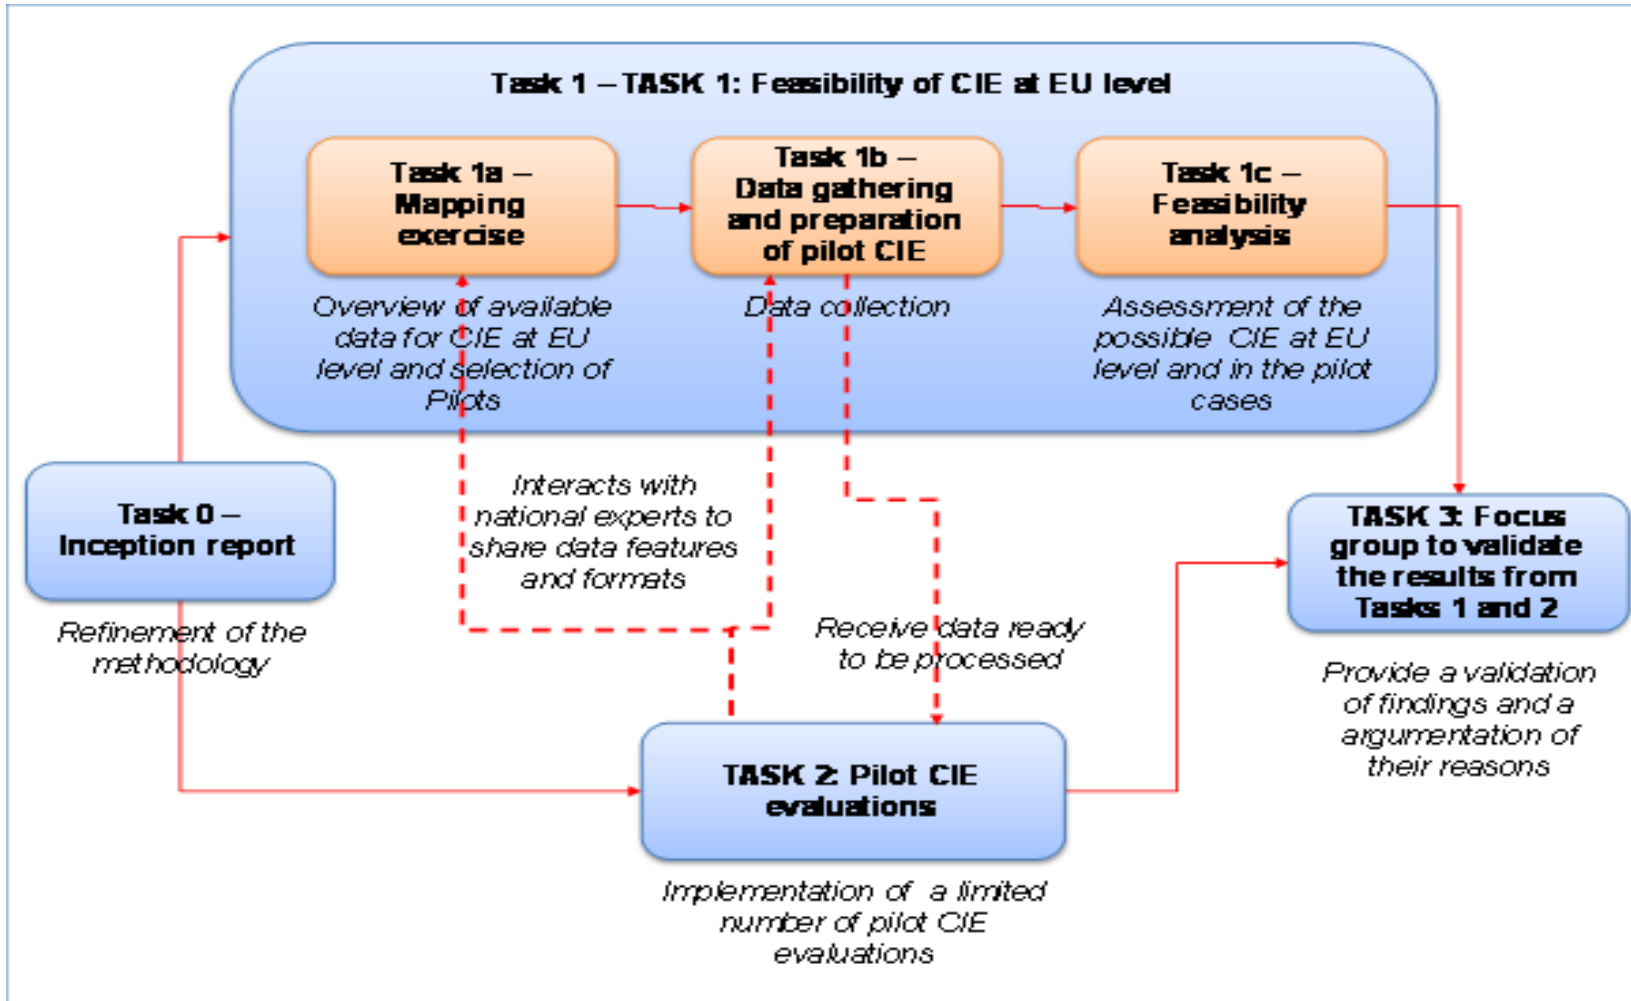 Task 1 – TASK 1: Feasibility of CIE at EU level
Task 1a –
Mapping
exercise
Task 1b –
Data gathering
and preparation
of pilot CIE
Task 1c –
Feasibility
analysis
Overview of available
data for CIE at EU
level and selection of
Pilots
Data collection
Assessment of the
possible CIE at EU
level and in the pilot
cases
Task 0 –
Inception report
Refinement of the
methodology
Interacts with
national experts to
share data features
and formats
Receive data ready
to be processed
TASK 3: Focus
group to validate
the results from
Tasks 1 and 2
Provide a validation
of findings and a
argumentation of
their reasons
TASK 2: Pilot CIE
evaluations
Implementation of a limited
number of pilot CIE
evaluations